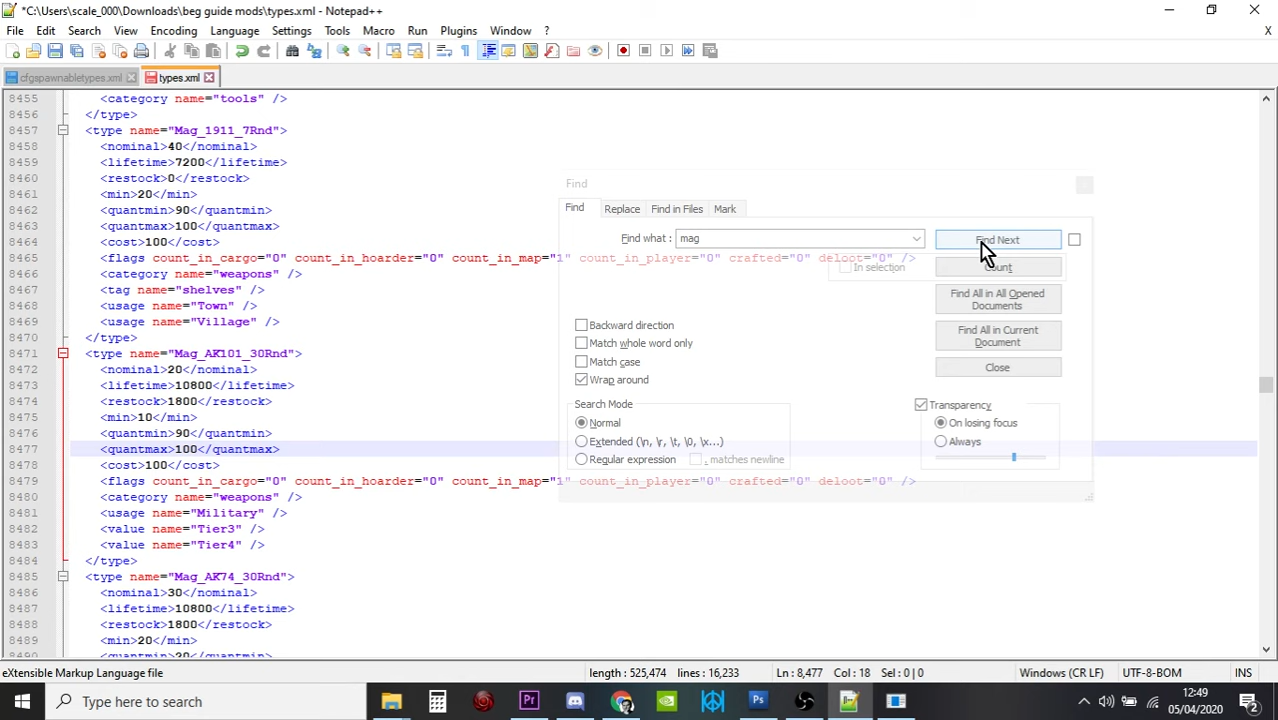 *C:\Users\scale_000\Downloads\beg guide mods\types.xml - Notepad++
File Edit Search View Encoding Language Settings Tools Macro Run Plugins Window ? X
cfgspawnabletypes.xml types.xml
8455 <category name="tools" />
8456 </type>
8457 <type name="Mag_1911_7Rnd">
8458 <nominal>40</nominal>
8459 <lifetime>7200</lifetime>
8460 <restock>0</restock>
8461 <min>20</min>
8462 <quantmin>90</quantmin>
8463 <quantmax>100</quantmax>
8464 <cost>100</cost>
8465 <flags count_in_cargo="0" count_in_hoarder="0" count_in_map="1" count_in_player="0" crafted="0" deloot="0" />
8466 <category name="weapons" />
8467 <tag name="shelves" />
8468 <usage name="Town" />
8469 <usage name="Village" />
8470 </type>
8471 <type name="Mag_AK101_30Rnd">
8472 <nominal>20</nominal>
8473 <lifetime>10800</lifetime>
8474 <restock>1800</restock>
8475 <min>10</min>
8476 <quantmin>90</quantmin>
8477 <quantmax>100</quantmax>
8478 <cost>100</cost>
8479 <flags count_in_cargo="0" count_in_hoarder="0" count_in_map="1" count_in_player="0" crafted="0" deloot="0" />
8480 <category name="weapons" />
8481 <usage name="Military" />
8482 <value name="Tier3" />
8483 <value name="Tier4" />
8484 </type>
8485 <type name="Mag_AK74_30Rnd">
8486 <nominal>30</nominal>
8487 <lifetime>10800</lifetime>
8488 <restock>1800</restock>
8489 <min>20</min>
8490 <quantmin>20</quantmin>
Find
Find Replace Find in Files Mark
Find what : mag Find Next
In selection Count
Find All in All Opened
Documents
Backward direction
Match whole word only
Find All in Current
Document
Match case
Wrap around
Close
Search Mode
Normal
Extended (\n, \r, \t, \0, \x...)
Regular expression . matches newline
Transparency
On losing focus
Always
eXtensible Markup Language file length : 525,474 lines : 16,233 Ln : 8,477 Col : 18 Sel : 0 | 0 Windows (CR LF) UTF-8-BOM INS
Type here to search
Pr
Ps
12:49
05/04/2020
2